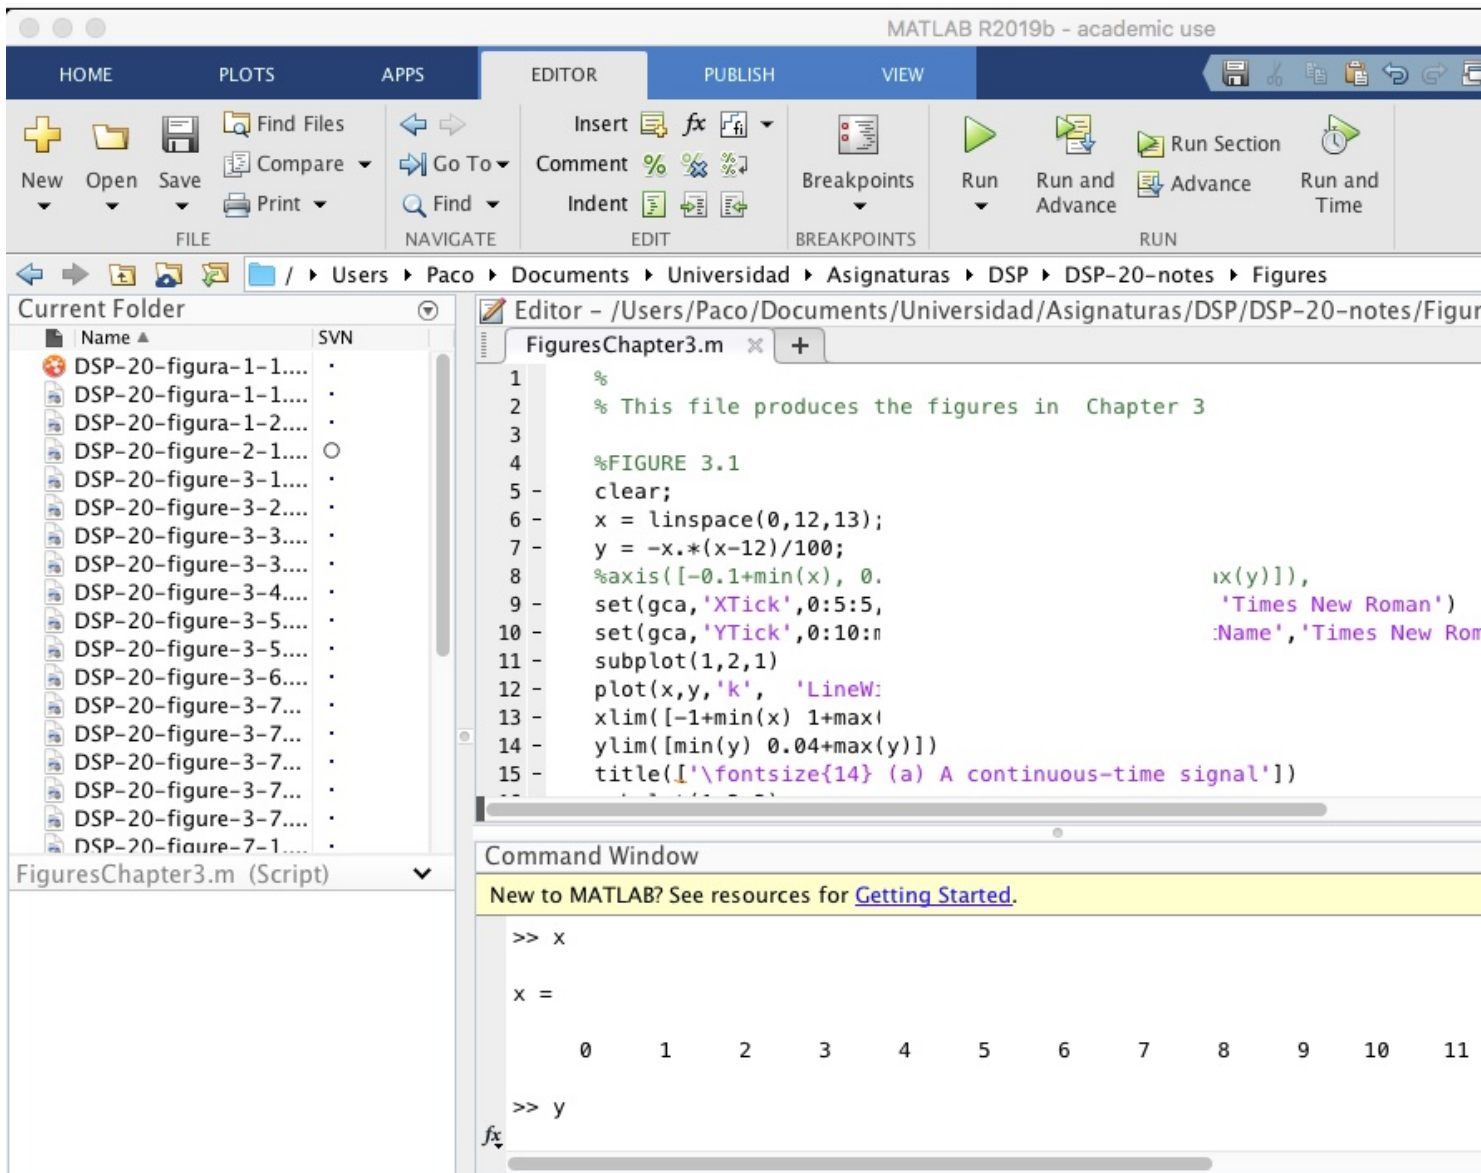 MATLAB R2019b - academic use
HOME PLOTS APPS EDITOR PUBLISH VIEW
New Open Save Find Files Compare Print
FILE
Go To Find
NAVIGATE
Insert fx fi
Comment % %
Indent
EDIT
Breakpoints
BREAKPOINTS
Run Run and Advance Run Section Advance Run and Time
RUN
/ Users Paco Documents Universidad Asignaturas DSP DSP-20-notes Figures
Current Folder
Name SVN
DSP-20-figura-1-1....
DSP-20-figura-1-1....
DSP-20-figura-1-2....
DSP-20-figure-2-1....
DSP-20-figure-3-1....
DSP-20-figure-3-2....
DSP-20-figure-3-3....
DSP-20-figure-3-3....
DSP-20-figure-3-4....
DSP-20-figure-3-5....
DSP-20-figure-3-5....
DSP-20-figure-3-6....
DSP-20-figure-3-7...
DSP-20-figure-3-7...
DSP-20-figure-3-7...
DSP-20-figure-3-7...
DSP-20-figure-3-7....
DSP-20-figure-7-1....
FiguresChapter3.m (Script)
Editor - /Users/Paco/Documents/Universidad/Asignaturas/DSP/DSP-20-notes/Figur
FiguresChapter3.m +
1 %
2 % This file produces the figures in  Chapter 3
3
4 %FIGURE 3.1
5 - clear;
6 - x = linspace(0,12,13);
7 - y = -x.*(x-12)/100;
8 %axis([-0.1+min(x), 0. x(y)]),
9 - set(gca,'XTick',0:5:5, 'Times New Roman')
10 - set(gca,'YTick',0:10: Name','Times New Rom
11 - subplot(1,2,1)
12 - plot(x,y,'k',  'LineW
13 - xlim([-1+min(x) 1+max(
14 - ylim([min(y) 0.04+max(y)])
15 - title(['\fontsize{14} (a) A continuous-time signal'])
Command Window
New to MATLAB? See resources for Getting Started.
>> x
x =
0 1 2 3 4 5 6 7 8 9 10 11
>> y
fx